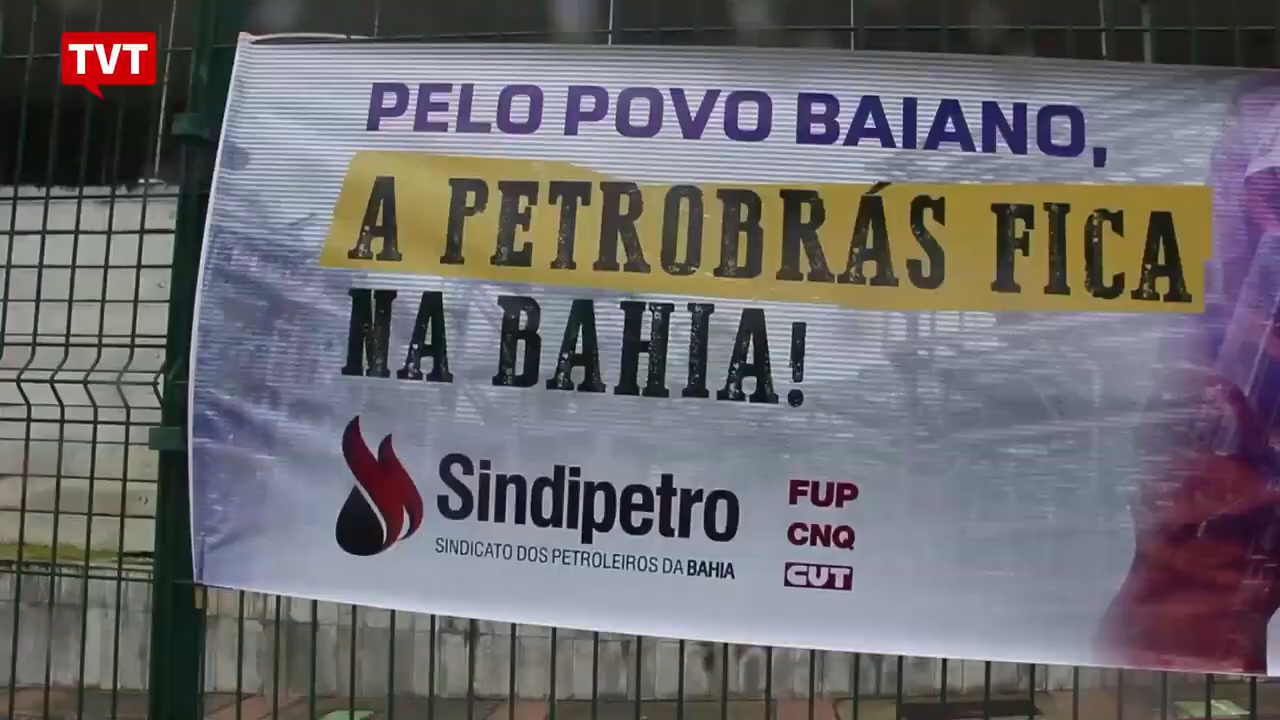 TVT
PELO POVO BAIANO,
A PETROBRÁS FICA
NA BAHIA!
Sindipetro
SINDICATO DOS PETROLEIROS DA BAHIA
FUP
CNQ
CUT